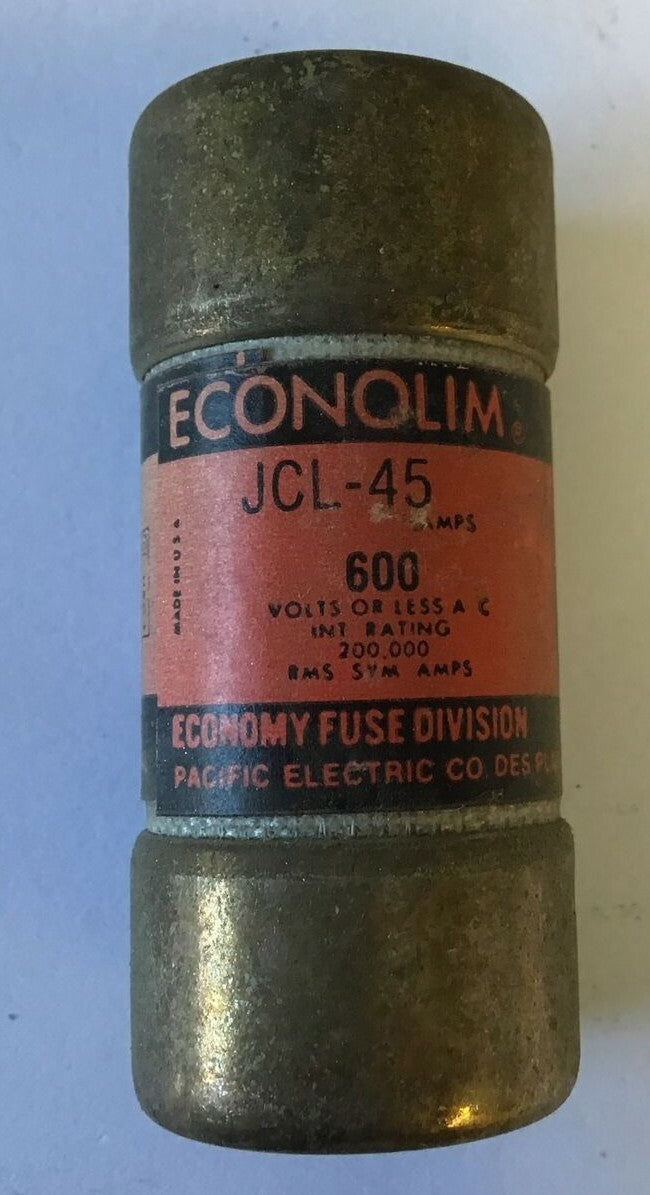 ECONOLIM®
JCL-45
AMPS
MADE IN U S A
600
VOLTS OR LESS A C
INT RATING
200,000
RMS SYM AMPS
ECONOMY FUSE DIVISION
PACIFIC ELECTRIC CO DES